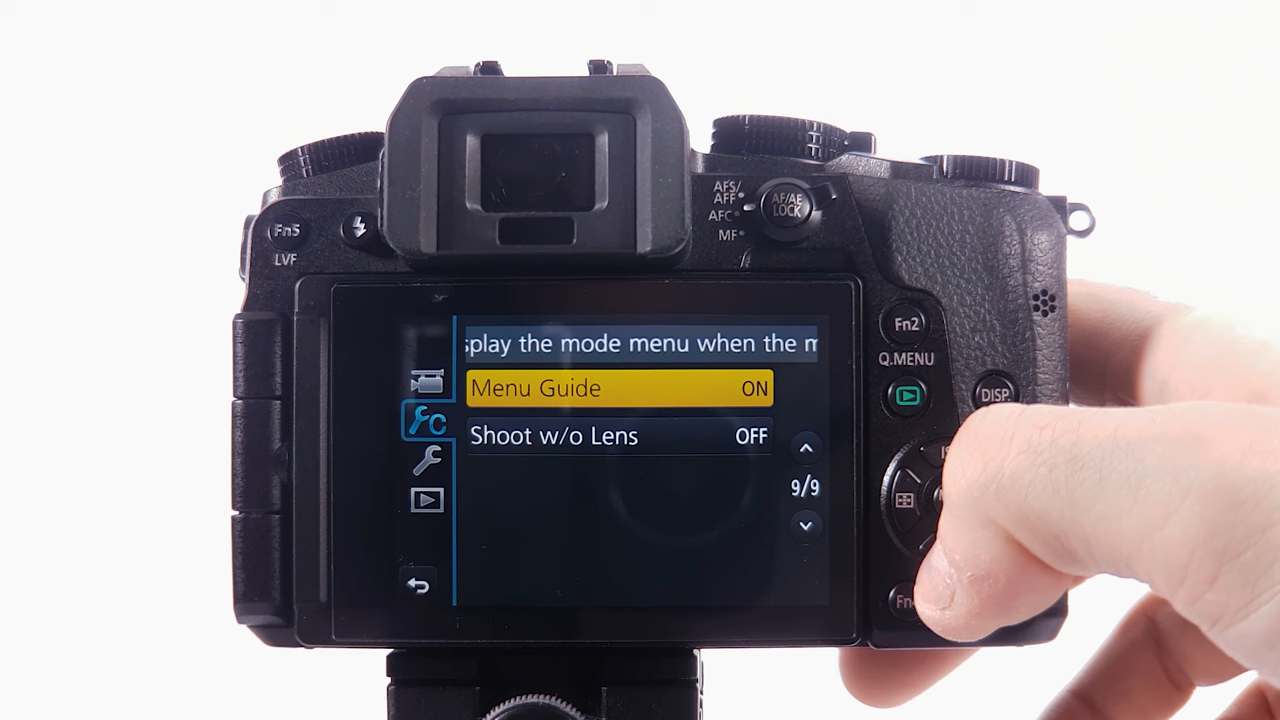 Fn5
LVF
AFS/
AFF
AFC
MF
AF/AE
LOCK
Fn2
Q.MENU
DISP.
splay the mode menu when the m
Menu Guide ON
Shoot w/o Lens OFF
9/9
C